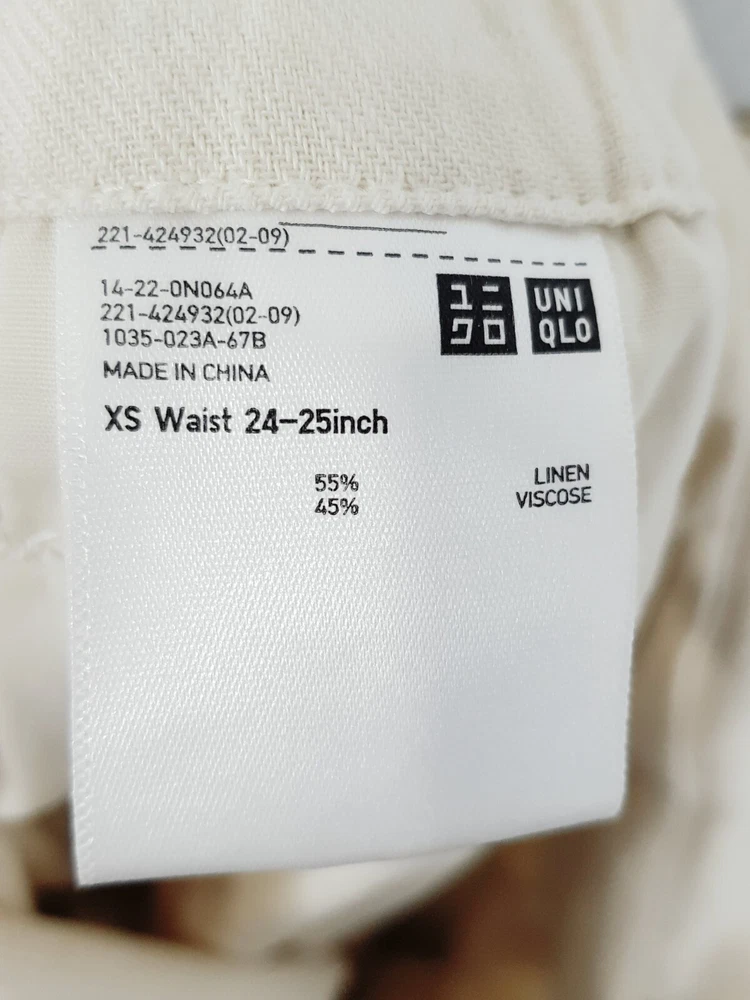 221-424932(02-09)
14-22-0N064A
221-424932(02-09)
1035-023A-67B
MADE IN CHINA
ユニ
クロ
UNI
QLO
XS Waist 24-25inch
55% LINEN
45% VISCOSE